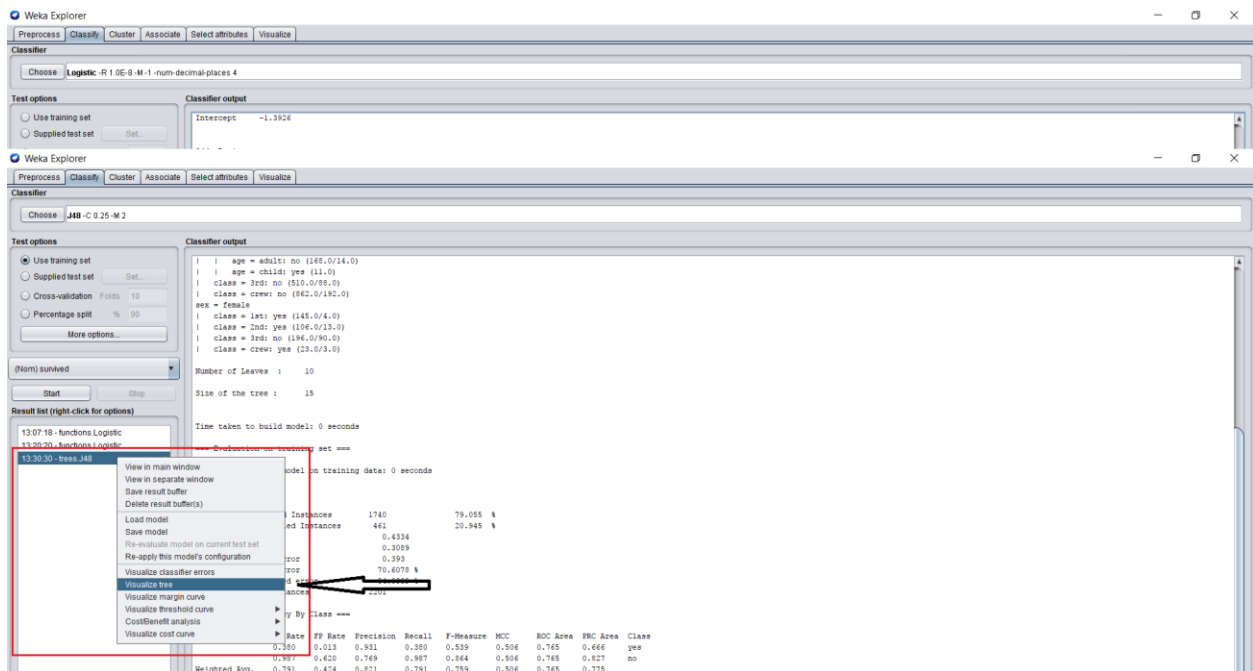 Weka Explorer
Preprocess Classify Cluster Associate Select attributes Visualize
Classifier
Choose Logistic -R 1.0E-8 -M -1 -num-decimal-places 4
Test options Classifier output
Use training set
Supplied test set Set...
Intercept -1.3926
Weka Explorer
Preprocess Classify Cluster Associate Select attributes Visualize
Classifier
Choose J48 -C 0.25 -M 2
Test options
Use training set
Supplied test set Set...
Cross-validation Folds 10
Percentage split % 90
More options...
(Nom) survived
Start Stop
Result list (right-click for options)
13:07:18 - functions.Logistic
13:20:20 - functions.Logistic
13:30:30 - trees.J48
View in main window
View in separate window
Save result buffer
Delete result buffer(s)
Load model
Save model
Re-evaluate model on current test set
Re-apply this model's configuration
Visualize classifier errors
Visualize tree
Visualize margin curve
Visualize threshold curve
Cost/Benefit analysis
Visualize cost curve
Classifier output
| | age = adult: no (168.0/14.0)
| | age = child: yes (11.0)
| class = 3rd: no (510.0/88.0)
| class = crew: no (862.0/192.0)
sex = female
| class = 1st: yes (145.0/4.0)
| class = 2nd: yes (106.0/13.0)
| class = 3rd: no (196.0/90.0)
| class = crew: yes (23.0/3.0)
Number of Leaves : 10
Size of the tree : 15
Time taken to build model: 0 seconds
=== Evaluation on training set ===
model on training data: 0 seconds
Instances 1740 79.055 %
Instances 461 20.945 %
0.4334
0.3089
0.393
70.6078 %
2201
By Class ===
Rate FP Rate Precision Recall F-Measure MCC ROC Area PRC Area Class
0.380 0.013 0.931 0.380 0.539 0.506 0.765 0.666 yes
0.987 0.620 0.769 0.987 0.864 0.506 0.765 0.827 no
Weighted Avg. 0.791 0.424 0.821 0.791 0.759 0.506 0.765 0.775